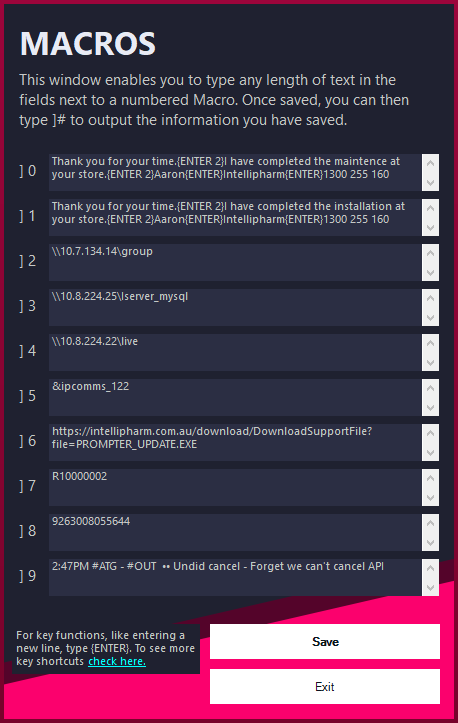 MACROS
This window enables you to type any length of text in the
fields next to a numbered Macro. Once saved, you can then
type ]# to output the information you have saved.
] 0
Thank you for your time.{ENTER 2}I have completed the maintence at
your store.{ENTER 2}Aaron{ENTER}Intellipharm{ENTER}1300 255 160
] 1
Thank you for your time.{ENTER 2}I have completed the installation at
your store.{ENTER 2}Aaron{ENTER}Intellipharm{ENTER}1300 255 160
] 2
\\10.7.134.14\group
] 3
\\10.8.224.25\lserver_mysql
] 4
\\10.8.224.22\live
] 5
&ipcomms_122
] 6
https://intellipharm.com.au/download/DownloadSupportFile?
file=PROMPTER_UPDATE.EXE
] 7
R10000002
] 8
9263008055644
] 9
2:47PM #ATG - #OUT •• Undid cancel - Forget we can't cancel API
For key functions, like entering a
new line, type {ENTER}. To see more
key shortcuts check here.
Save
Exit